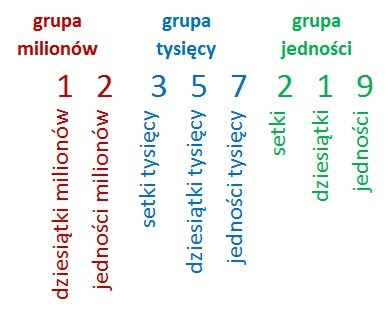 grupa milionów
grupa tysięcy
grupa jedności
1 2 3 5 7 2 1 9
dziesiątki milionów
jedności milionów
setki tysięcy
dziesiątki tysięcy
jedności tysięcy
setki
dziesiątki
jedności